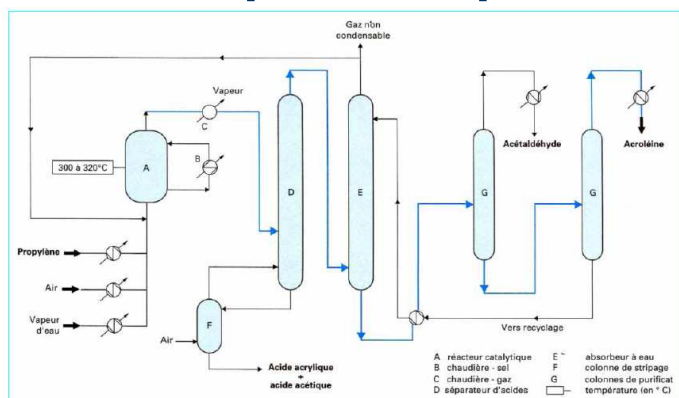 Gaz non
condensable
Vapeur
C
300 à 320°C
A
B
D
E
G
G
Acétaldéhyde
Acroléine
Propylène
Air
Vapeur
d'eau
Air
F
Vers recyclage
Acide acrylique
+
acide acétique
A réacteur catalytique
B chaudière - sel
C chaudière - gaz
D séparateur d'acides
E absorbeur à eau
F colonne de stripage
G colonnes de purificat
température (en °C)